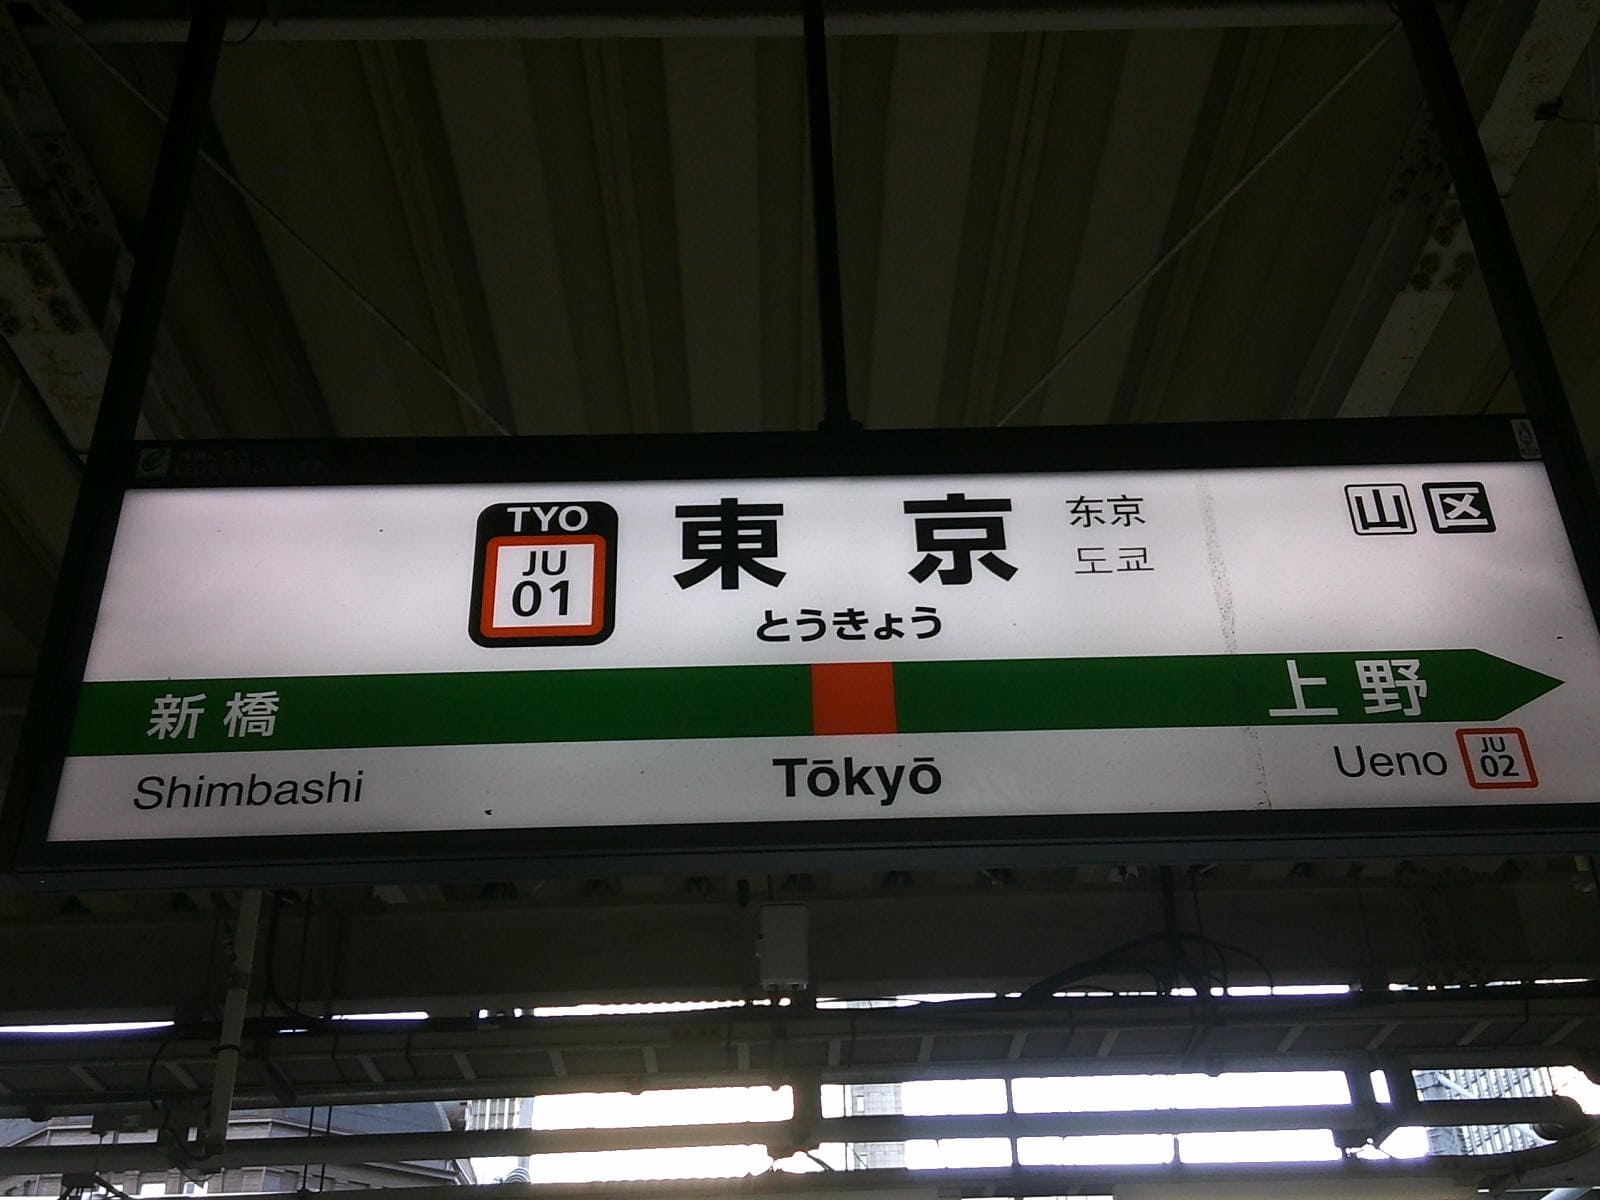 TYO
JU
01
東京
とうきょう
东京
도쿄
山 区
新橋
上野
Shimbashi
Tōkyō
Ueno
JU
02